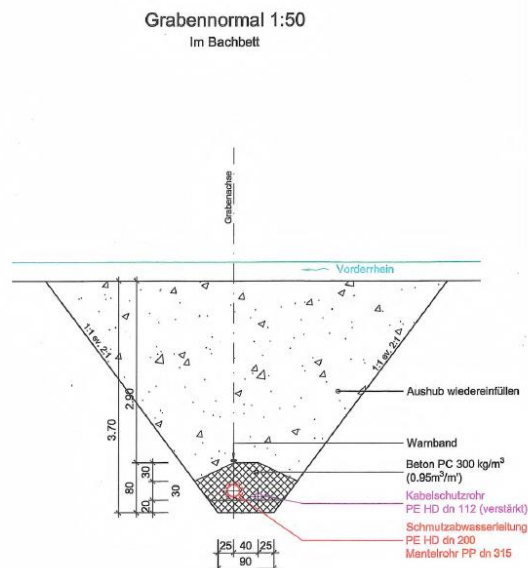 Grabennormal 1:50
Im Bachbett
Grabenachse
Vorderrhein
1:1 ev. 2:1
1:1 ev. 2:1
3.70
2.90
Aushub wiedereinfüllen
Warnband
Beton PC 300 kg/m³
(0.95m³/m')
30
80
30
20
Kabelschutzrohr
PE HD dn 112 (verstärkt)
Schmutzabwasserleitung
PE HD dn 200
Mantelrohr PP dn 315
25 40 25
90